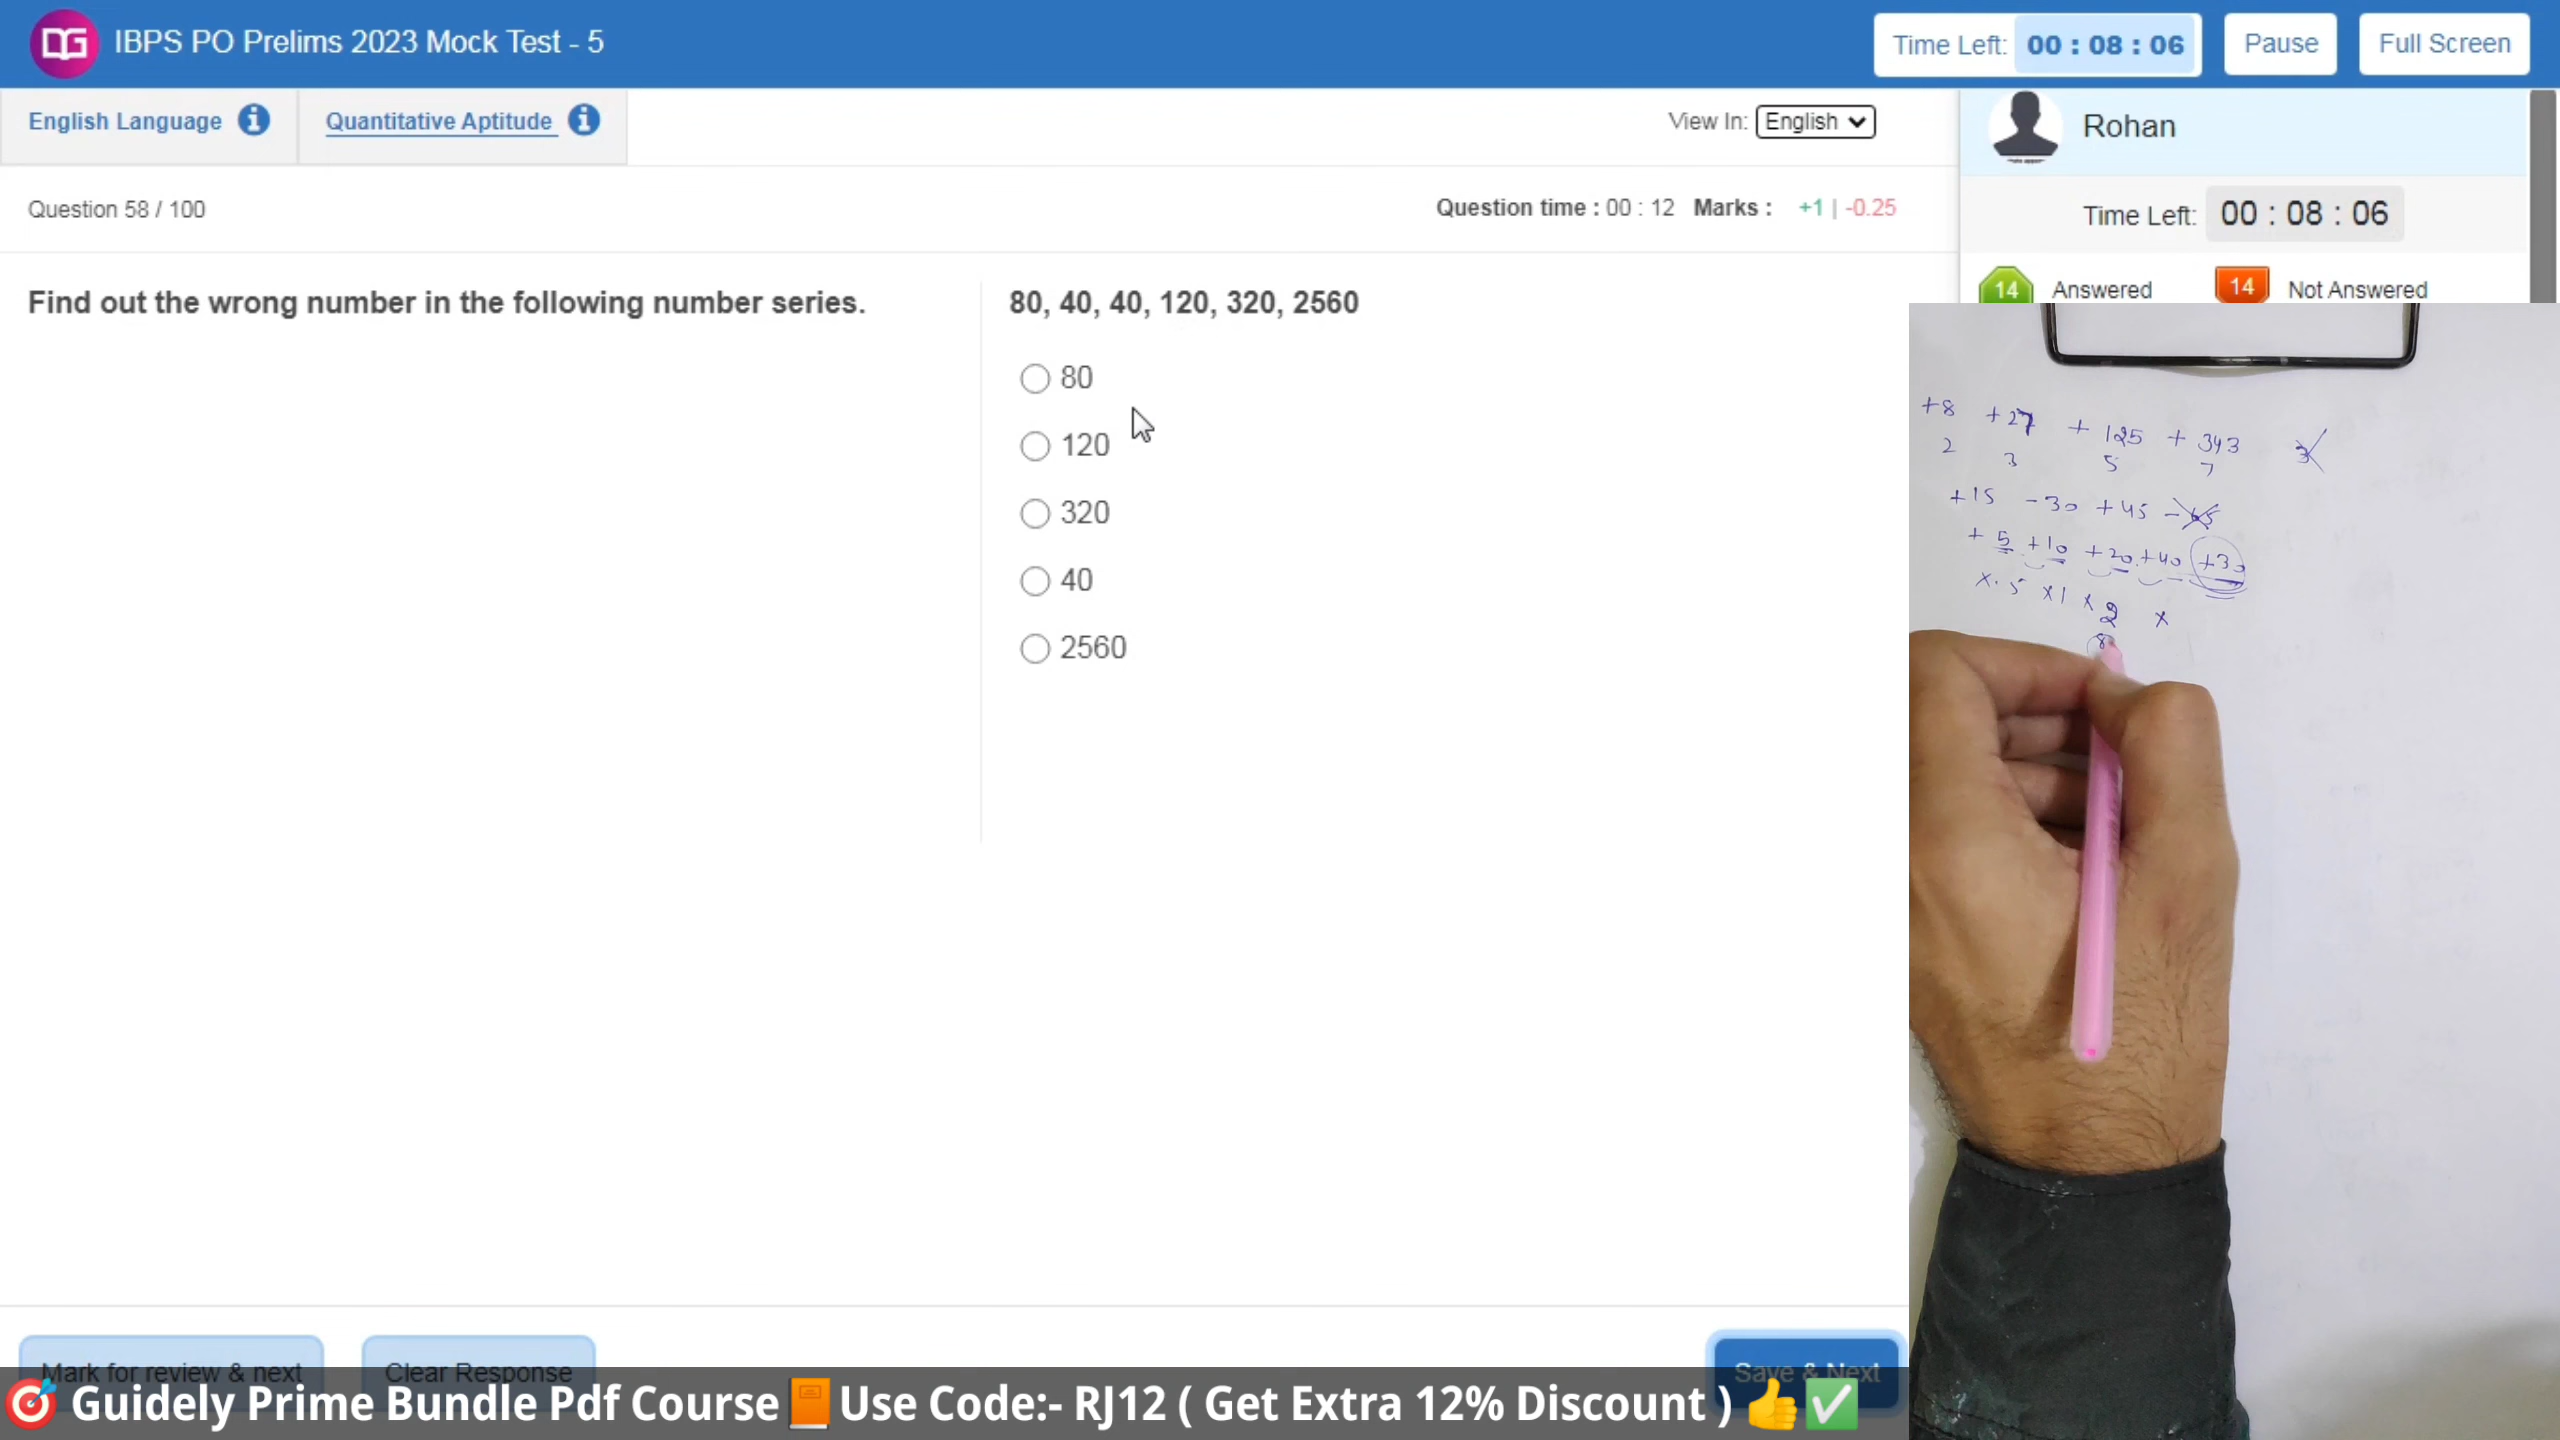 IBPS PO Prelims 2023 Mock Test - 5
Time Left: 00 : 08 : 06
Pause
Full Screen
English Language
Quantitative Aptitude
View In: English
Rohan
Question 58 / 100
Question time : 00 : 12 Marks : +1 | -0.25
Time Left: 00 : 08 : 06
14 Answered
14 Not Answered
Find out the wrong number in the following number series.
80, 40, 40, 120, 320, 2560
80
120
320
40
2560
+8 +27 +125 +343
2 3 5 7
+15 -30 +45
+5 +10 +20 +40 +30
×.5 ×1 ×2 ×
8
Mark for review & next
Clear Response
Save & Next
🎯 Guidely Prime Bundle Pdf Course📙Use Code:- RJ12 ( Get Extra 12% Discount ) 👍✅